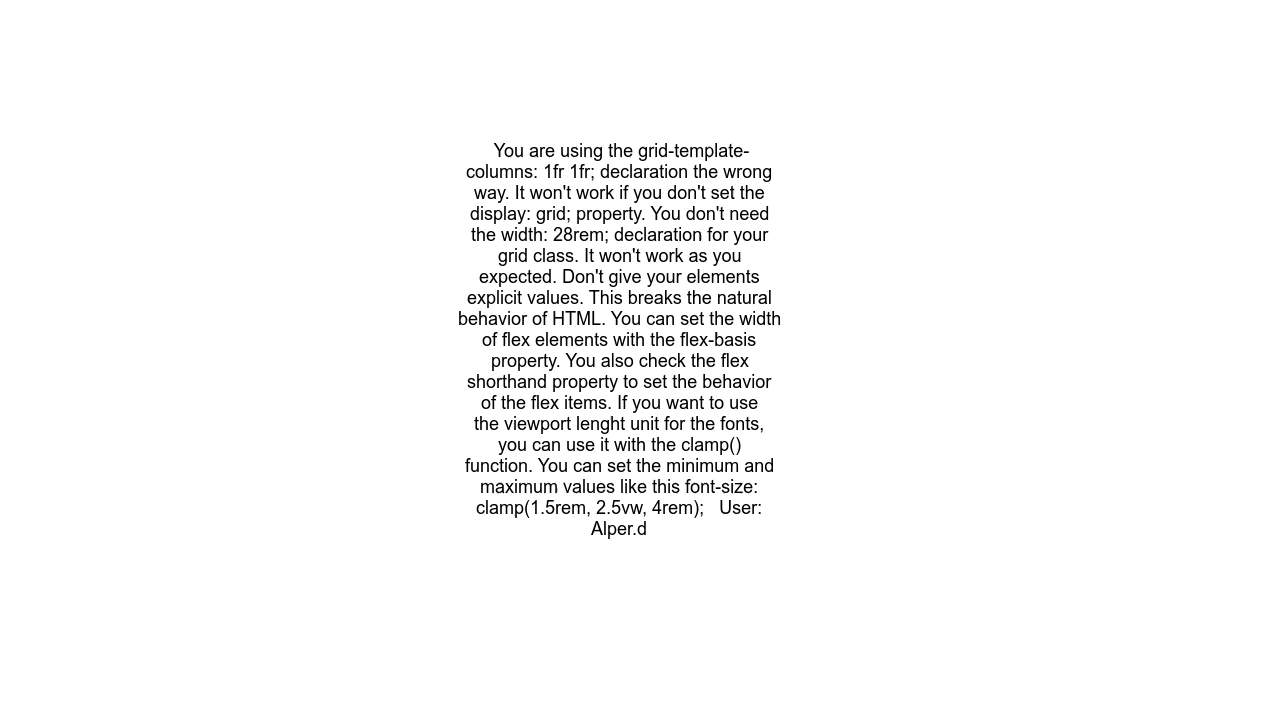 You are using the grid-template-
columns: 1fr 1fr; declaration the wrong
way. It won't work if you don't set the
display: grid; property. You don't need
the width: 28rem; declaration for your
grid class. It won't work as you
expected. Don't give your elements
explicit values. This breaks the natural
behavior of HTML. You can set the width
of flex elements with the flex-basis
property. You also check the flex
shorthand property to set the behavior
of the flex items. If you want to use
the viewport lenght unit for the fonts,
you can use it with the clamp()
function. You can set the minimum and
maximum values like this font-size:
clamp(1.5rem, 2.5vw, 4rem);   User:
Alper.d